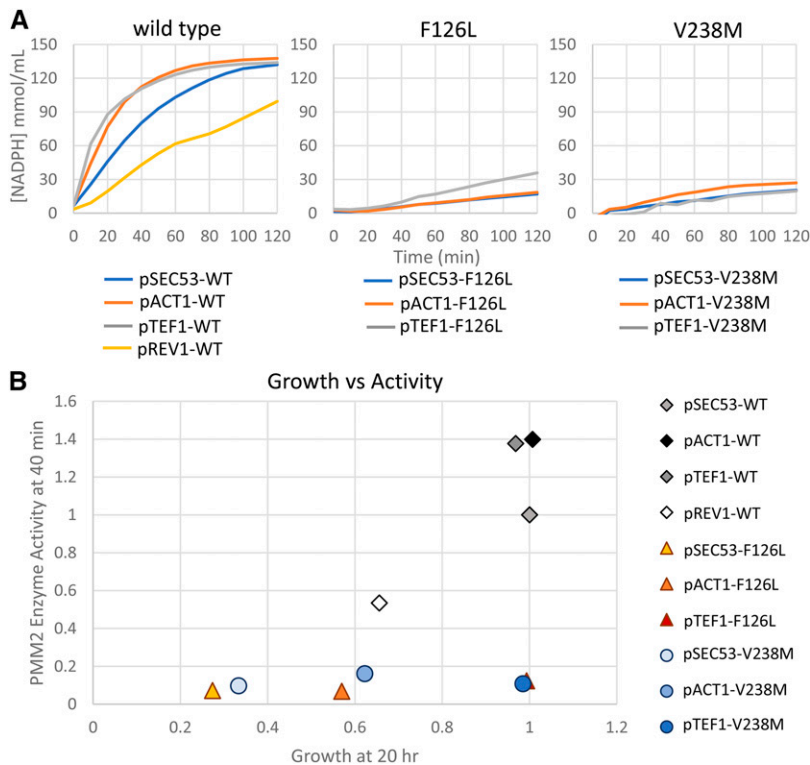 A
wild type
F126L
V238M
150 150 150
120 120 120
90 90 90
60 60 60
30 30 30
0 0 0
[NADPH] mmol/mL
0 20 40 60 80 100 120
0 20 40 60 80 100 120
0 20 40 60 80 100 120
Time (min)
pSEC53-WT
pACT1-WT
pTEF1-WT
pREV1-WT
pSEC53-F126L
pACT1-F126L
pTEF1-F126L
pSEC53-V238M
pACT1-V238M
pTEF1-V238M
B
Growth vs Activity
PMM2 Enzyme Activity at 40 min
1.6
1.4
1.2
1
0.8
0.6
0.4
0.2
0
0 0.2 0.4 0.6 0.8 1 1.2
Growth at 20 hr
pSEC53-WT
pACT1-WT
pTEF1-WT
pREV1-WT
pSEC53-F126L
pACT1-F126L
pTEF1-F126L
pSEC53-V238M
pACT1-V238M
pTEF1-V238M